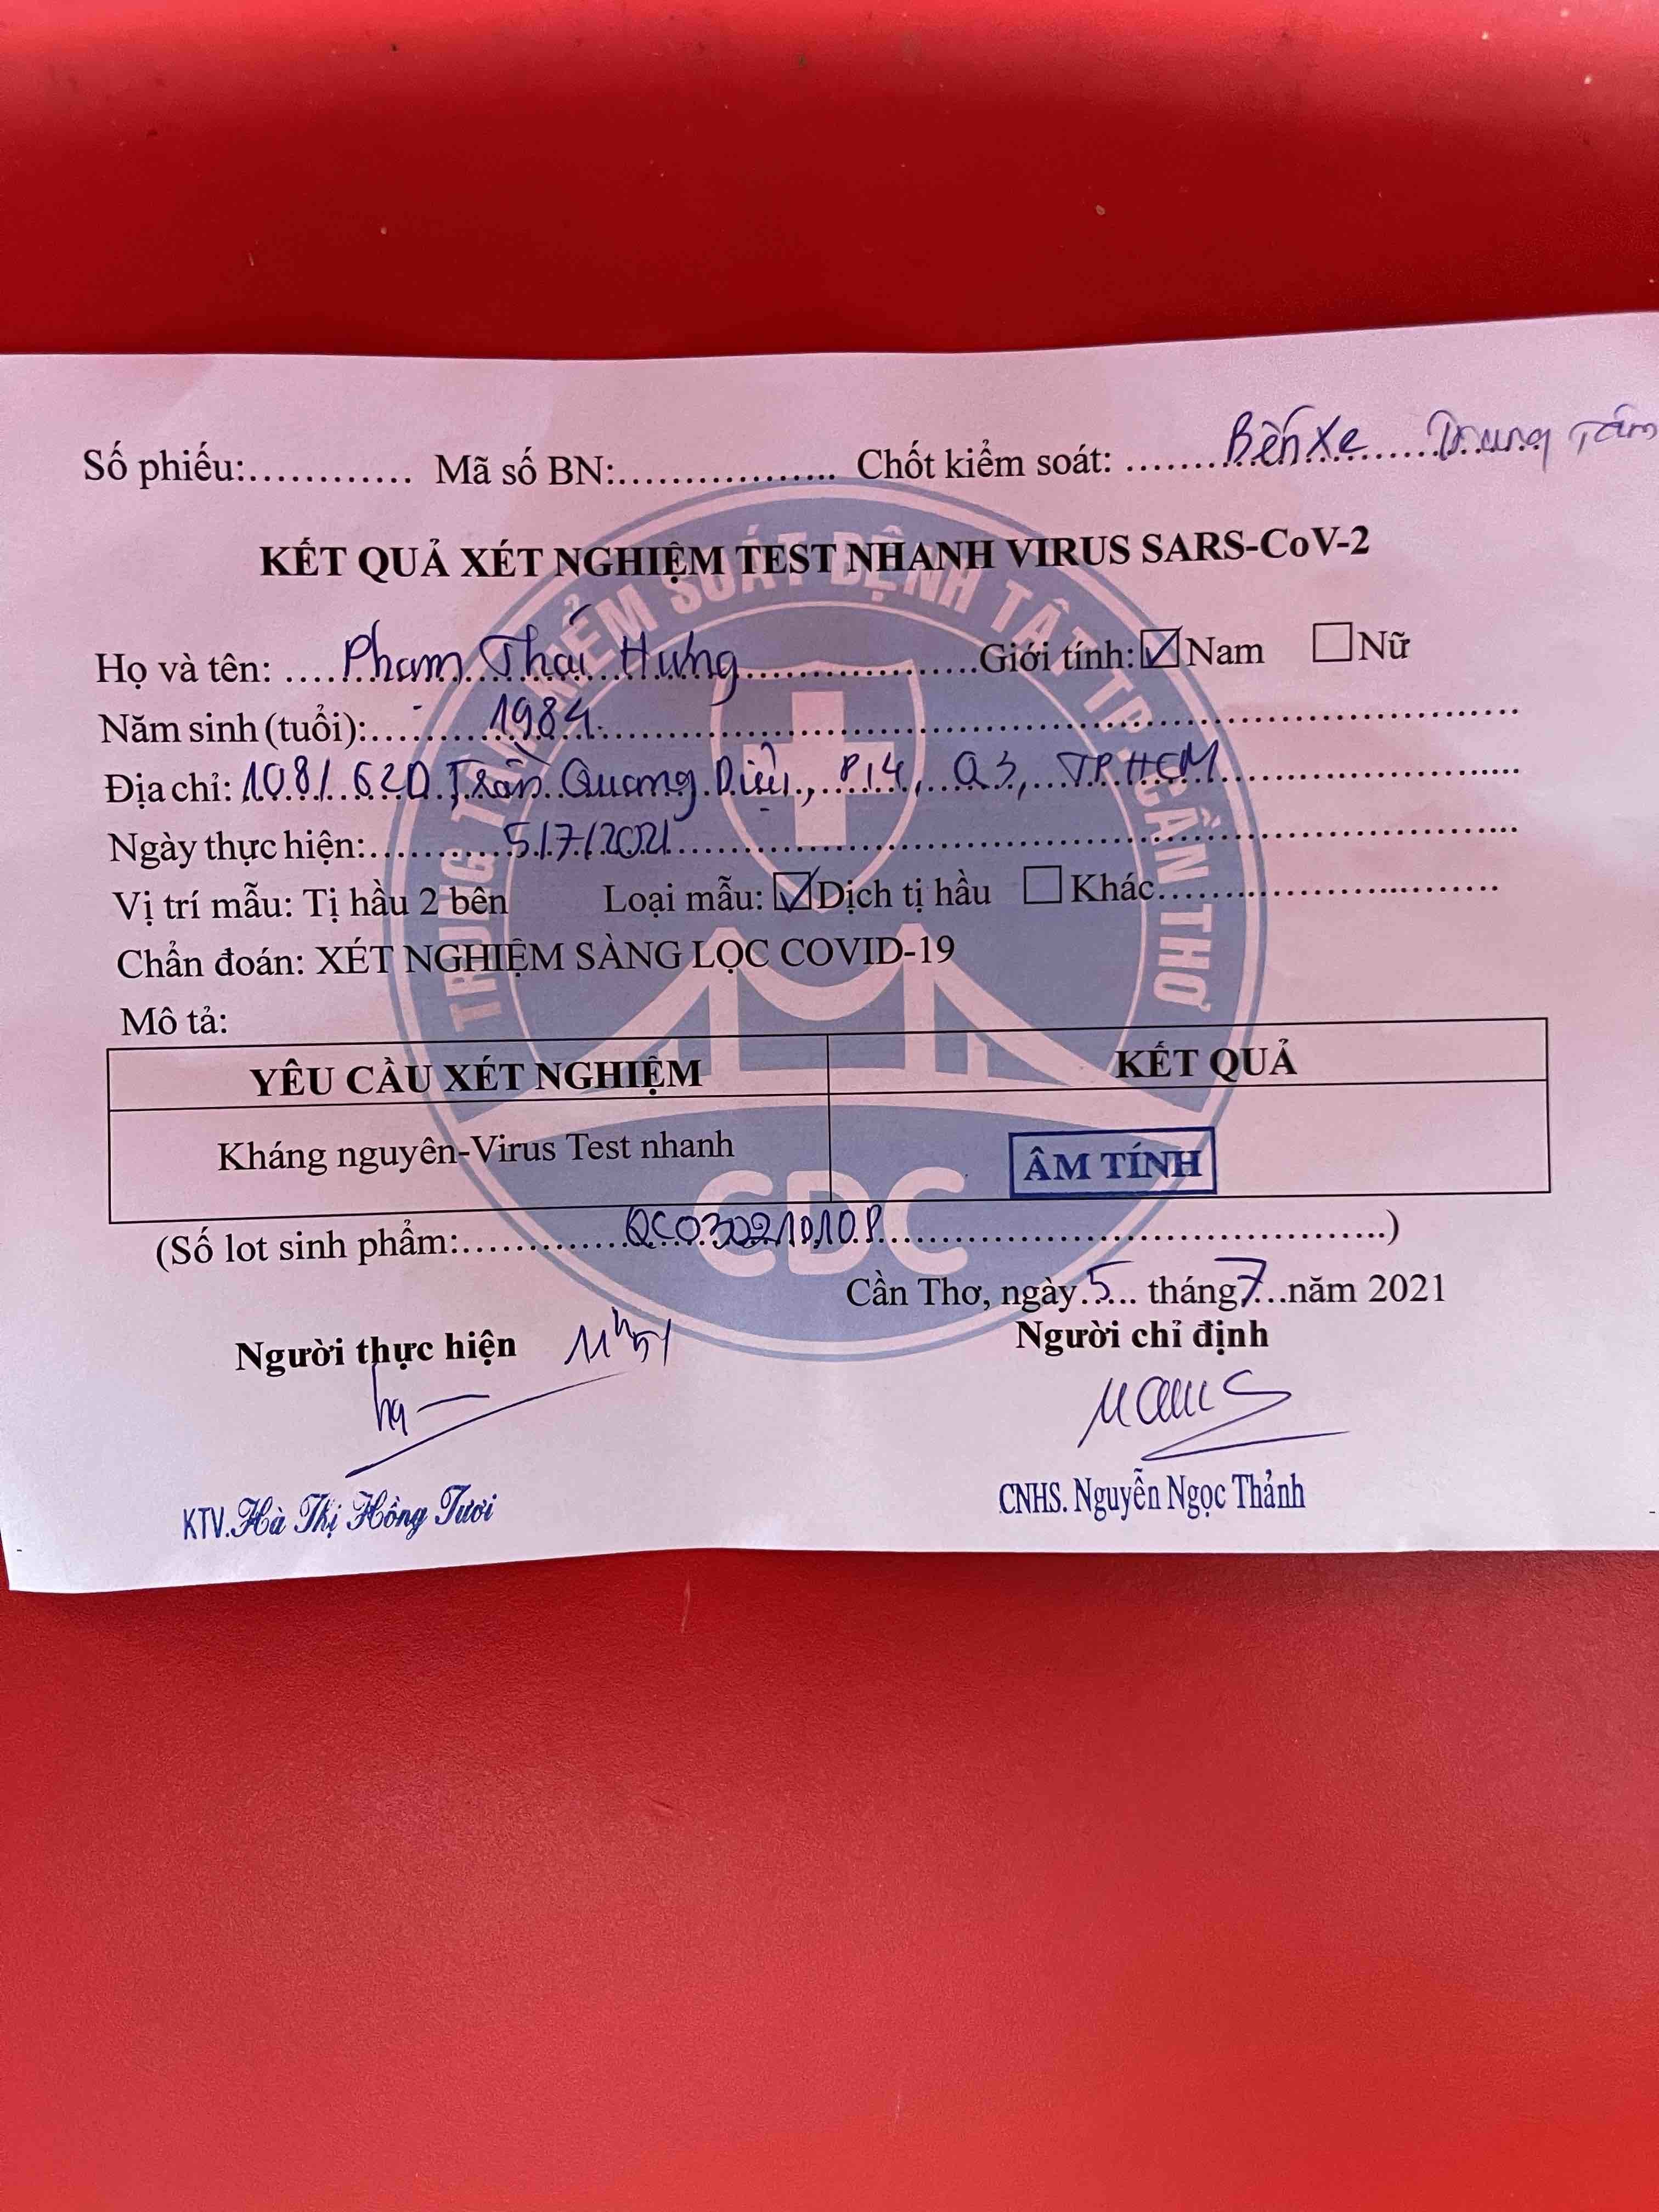 Số phiếu:............. Mã số BN:.................. Chốt kiểm soát: .......Bến Xe......Trung Tâm
KẾT QUẢ XÉT NGHIỆM TEST NHANH VIRUS SARS-CoV-2
Họ và tên: ....Phạm Thái Hưng........................Giới tính: ☑ Nam ☐ Nữ
Năm sinh (tuổi):...........1984.................................................
Địa chỉ: 108/62D Trần Quang Diệu, P14, Q3, TP.HCM..............................
Ngày thực hiện:............5/7/2021.................................................
Vị trí mẫu: Tị hầu 2 bên Loại mẫu: ☑ Dịch tị hầu ☐ Khác...............................
Chẩn đoán: XÉT NGHIỆM SÀNG LỌC COVID-19
Mô tả:
YÊU CẦU XÉT NGHIỆM KẾT QUẢ
Kháng nguyên-Virus Test nhanh ÂM TÍNH
(Số lot sinh phẩm:..............QCO3021010P.............................................)
Cần Thơ, ngày.5.... tháng7...năm 2021
Người thực hiện 11h51 Người chỉ định
KTV.Hà Thị Hồng Tươi CNHS. Nguyễn Ngọc Thảnh
TRUNG TÂM KIỂM SOÁT BỆNH TẬT TP. CẦN THƠ
CDC